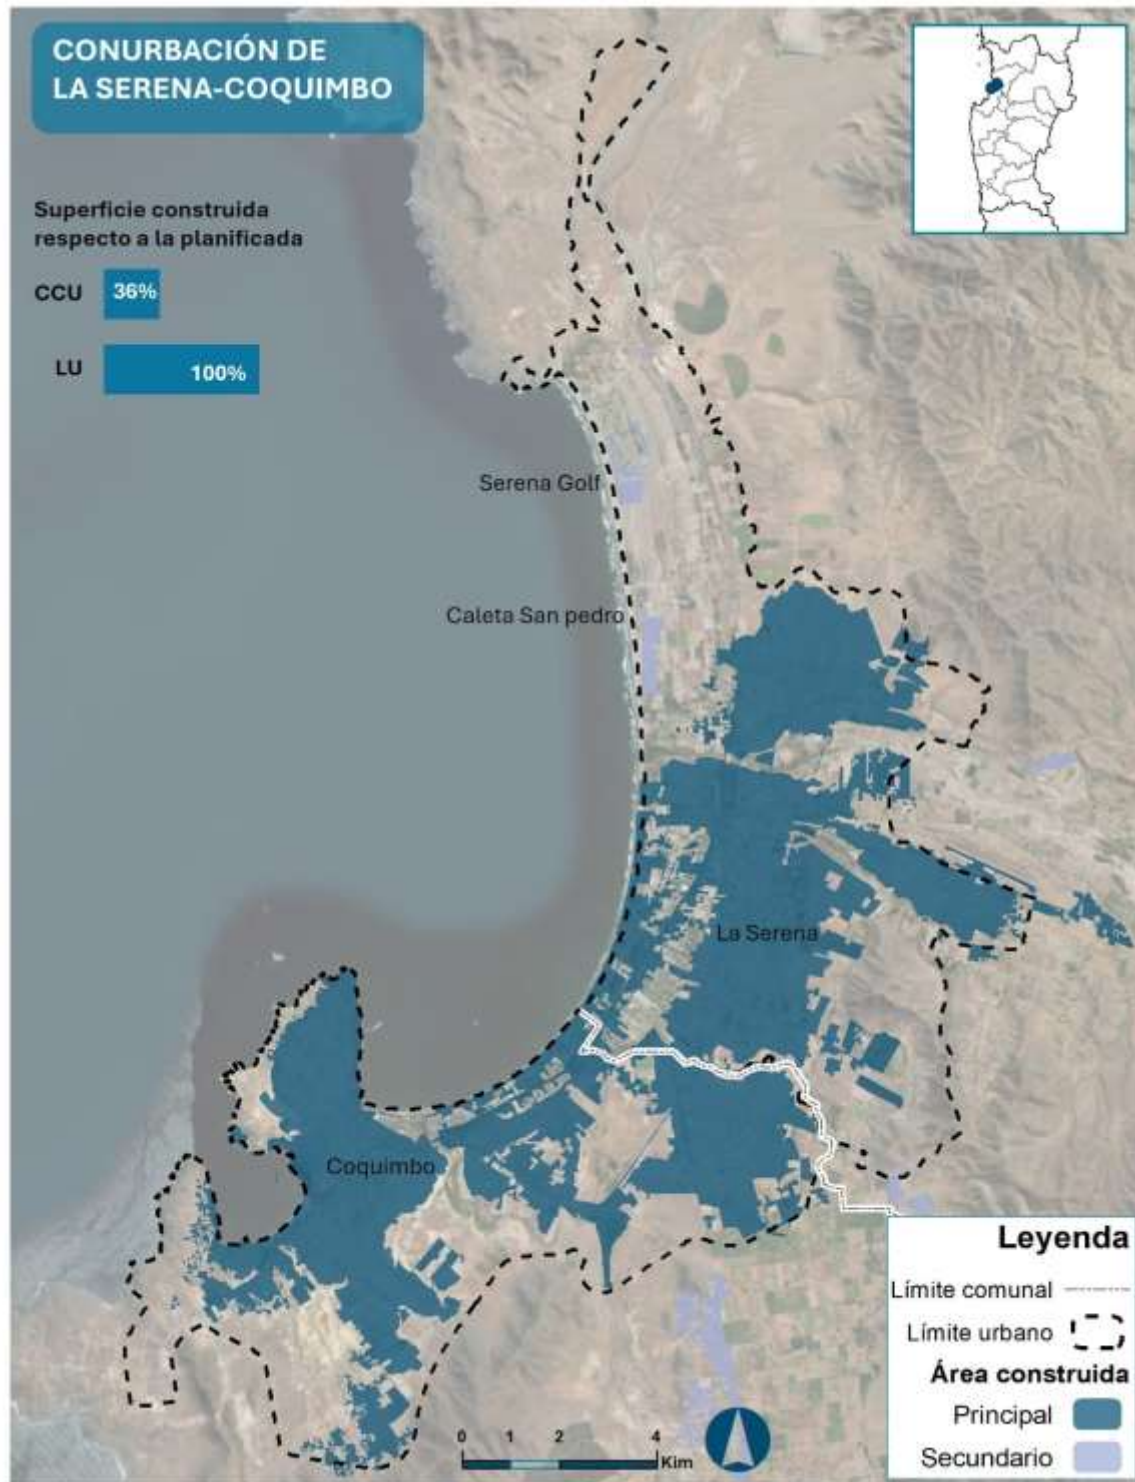 CONURBACIÓN DE
LA SERENA-COQUIMBO
Superficie construida
respecto a la planificada
CCU 36%
LU 100%
Serena Golf
Caleta San pedro
La Serena
Coquimbo
Leyenda
Límite comunal
Límite urbano
Área construida
Principal
Secundario
0 1 2 4
Kim